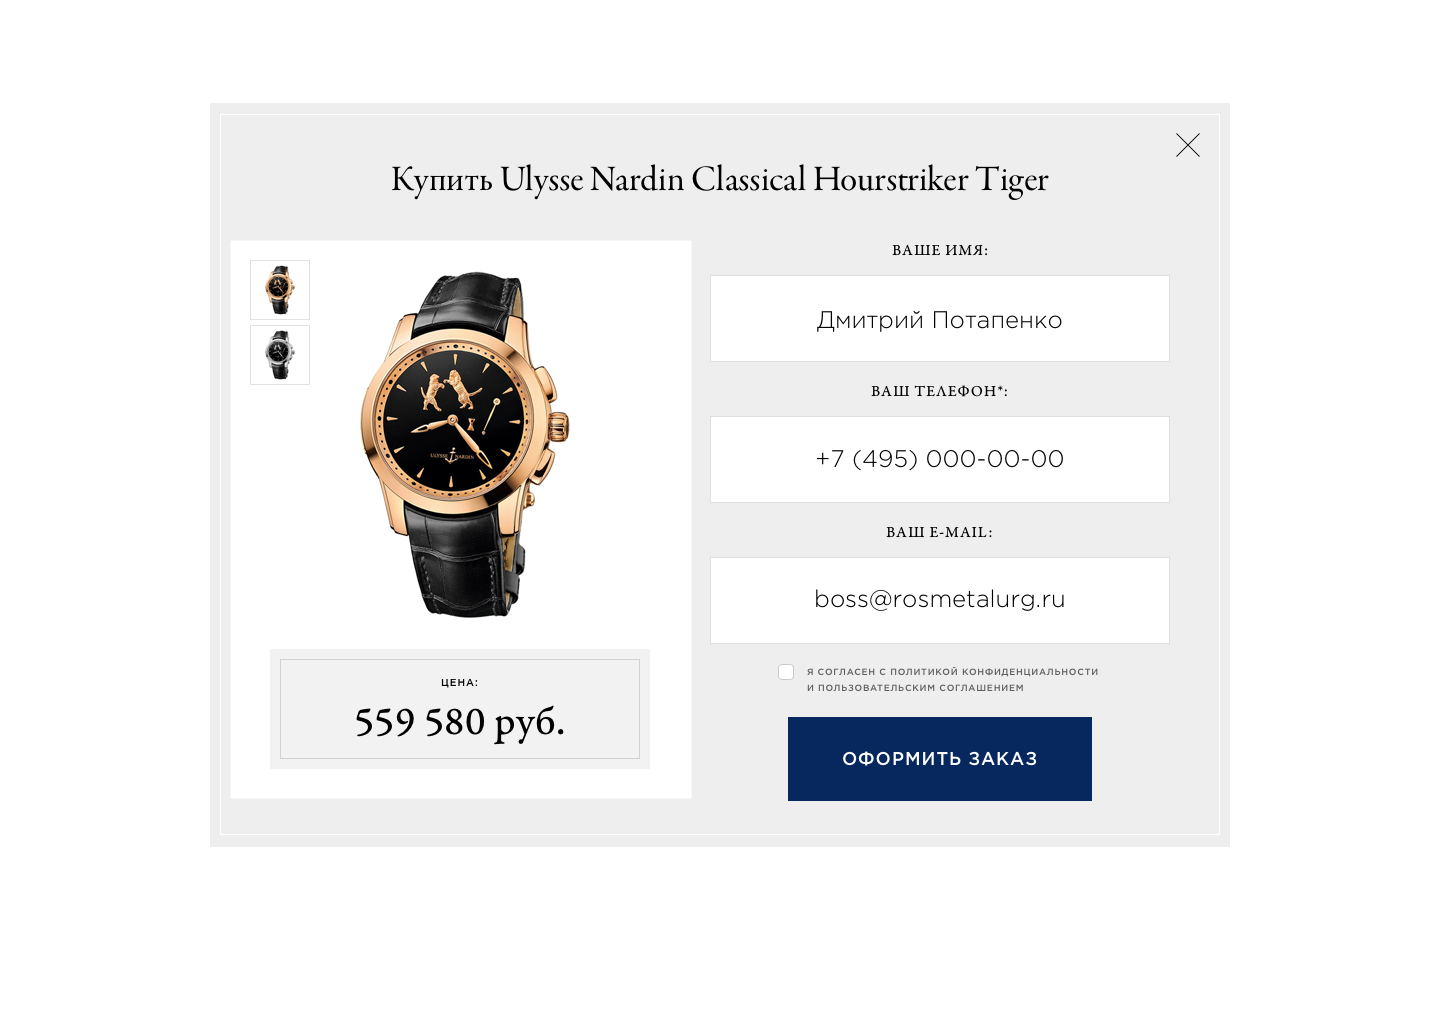 Купить Ulysse Nardin Classical Hourstriker Tiger
ULYSSE NARDIN
ЦЕНА:
559 580 руб.
ВАШЕ ИМЯ:
Дмитрий Потапенко
ВАШ ТЕЛЕФОН*:
+7 (495) 000-00-00
ВАШ E-MAIL:
boss@rosmetalurg.ru
Я СОГЛАСЕН С ПОЛИТИКОЙ КОНФИДЕНЦИАЛЬНОСТИ
И ПОЛЬЗОВАТЕЛЬСКИМ СОГЛАШЕНИЕМ
ОФОРМИТЬ ЗАКАЗ